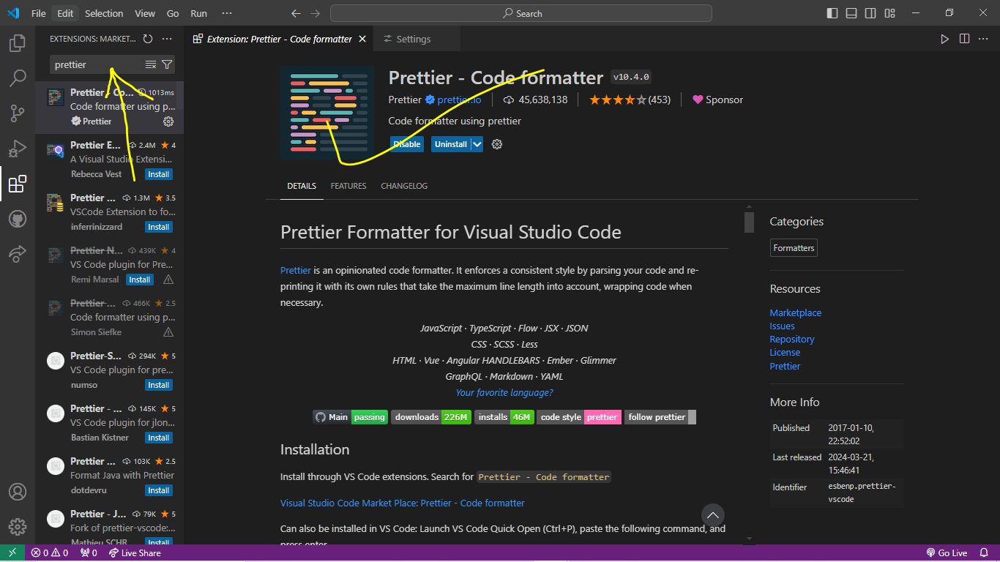 File Edit Selection View Go Run ···
Search
EXTENSIONS: MARKET...
Extension: Prettier - Code formatter
Settings
prettier
Prettier - Co... 1013ms
Code formatter using p...
Prettier
Prettier E... 2.4M 4
A Visual Studio Extensi...
Rebecca Vest Install
Prettier ... 1.3M 3.5
VSCode Extension to fo...
inferrinizzard Install
Prettier N... 439K 4
VS Code plugin for Pre...
Remi Marsal Install
Prettier ... 466K 2.5
Code formatter using p...
Simon Siefke
Prettier-S... 294K 5
VS Code plugin for pre...
numso Install
Prettier - ... 145K 5
VS Code plugin for jlon...
Bastian Kistner Install
Prettier ... 103K 2.5
Format Java with Prettier
dotdevru Install
Prettier - J... 79K 5
Fork of prettier-vscode:...
Mathieu SCHR Install
Prettier - Code formatter v10.4.0
Prettier prettier.io 45,638,138 (453) Sponsor
Code formatter using prettier
Disable Uninstall
DETAILS FEATURES CHANGELOG
Prettier Formatter for Visual Studio Code
Prettier is an opinionated code formatter. It enforces a consistent style by parsing your code and re-
printing it with its own rules that take the maximum line length into account, wrapping code when
necessary.
JavaScript · TypeScript · Flow · JSX · JSON
CSS · SCSS · Less
HTML · Vue · Angular HANDLEBARS · Ember · Glimmer
GraphQL · Markdown · YAML
Your favorite language?
Main passing downloads 226M installs 46M code style prettier follow prettier
Installation
Install through VS Code extensions. Search for Prettier - Code formatter
Visual Studio Code Market Place: Prettier - Code formatter
Can also be installed in VS Code: Launch VS Code Quick Open (Ctrl+P), paste the following command, and
press enter
Categories
Formatters
Resources
Marketplace
Issues
Repository
License
Prettier
More Info
Published 2017-01-10,
22:52:02
Last released 2024-03-21,
15:46:41
Identifier esbenp.prettier-
vscode
0 0 0 Live Share Go Live